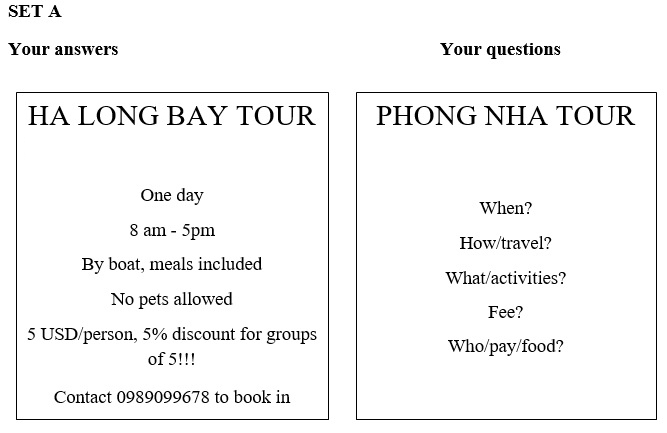 SET A
Your answers
Your questions
HA LONG BAY TOUR
One day
8 am - 5pm
By boat, meals included
No pets allowed
5 USD/person, 5% discount for groups
of 5!!!
Contact 0989099678 to book in
PHONG NHA TOUR
When?
How/travel?
What/activities?
Fee?
Who/pay/food?